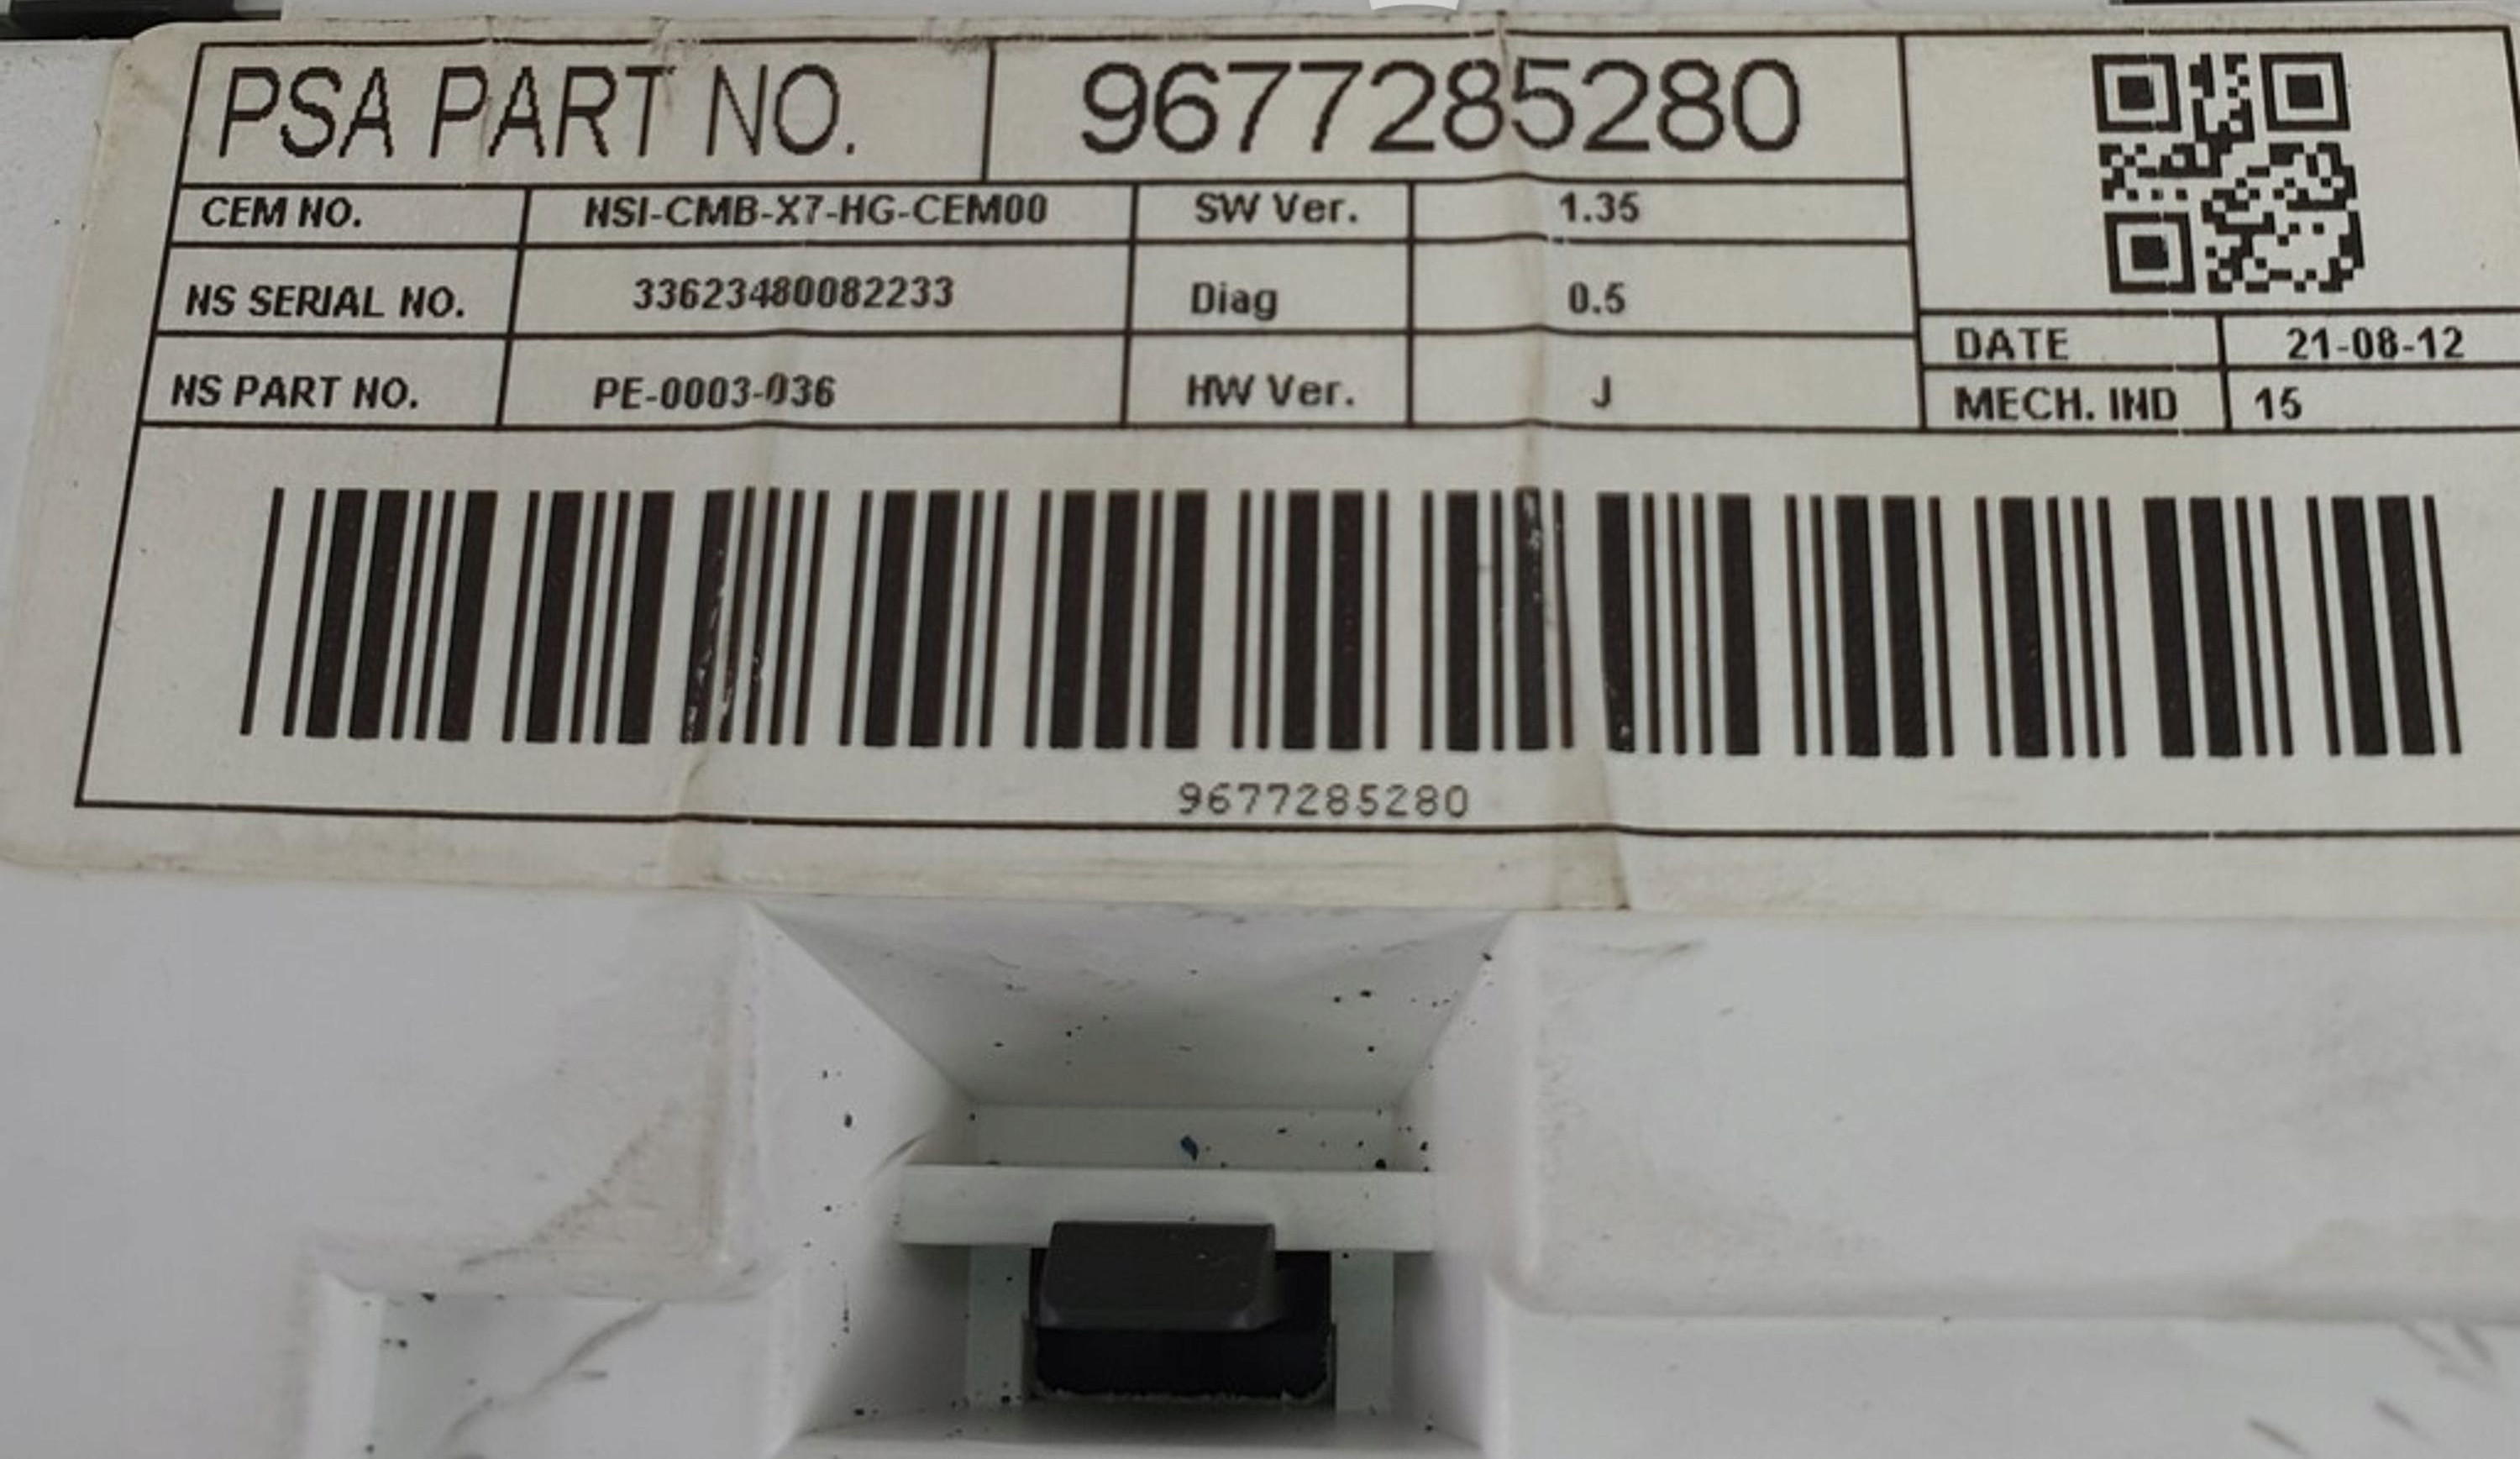 PSA PART NO. 9677285280
CEM NO. NSI-CMB-X7-HG-CEM00 SW Ver. 1.35
NS SERIAL NO. 33623480082233 Diag 0.5
DATE 21-08-12
NS PART NO. PE-0003-036 HW Ver. J
MECH. IND 15
9677285280